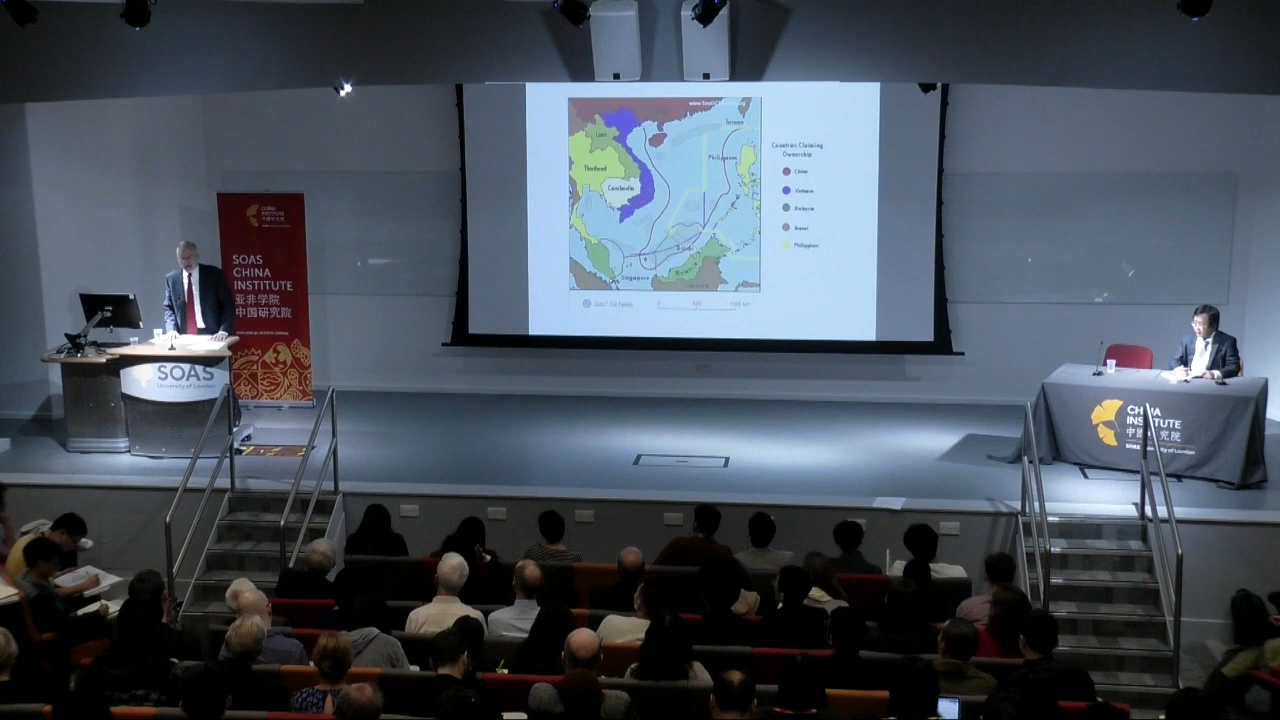 CHINA
INSTITUTE
SOAS
CHINA
INSTITUTE
亚非学院
中国研究院
SOAS
University of London
Taiwan
Laos
Thailand
Cambodia
Philippines
Brunei
Malaysia
Singapore
Countries Claiming
Ownership
China
Vietnam
Malaysia
Brunei
Philippines
CHINA
INSTITUTE
中国研究院
SOAS University of London